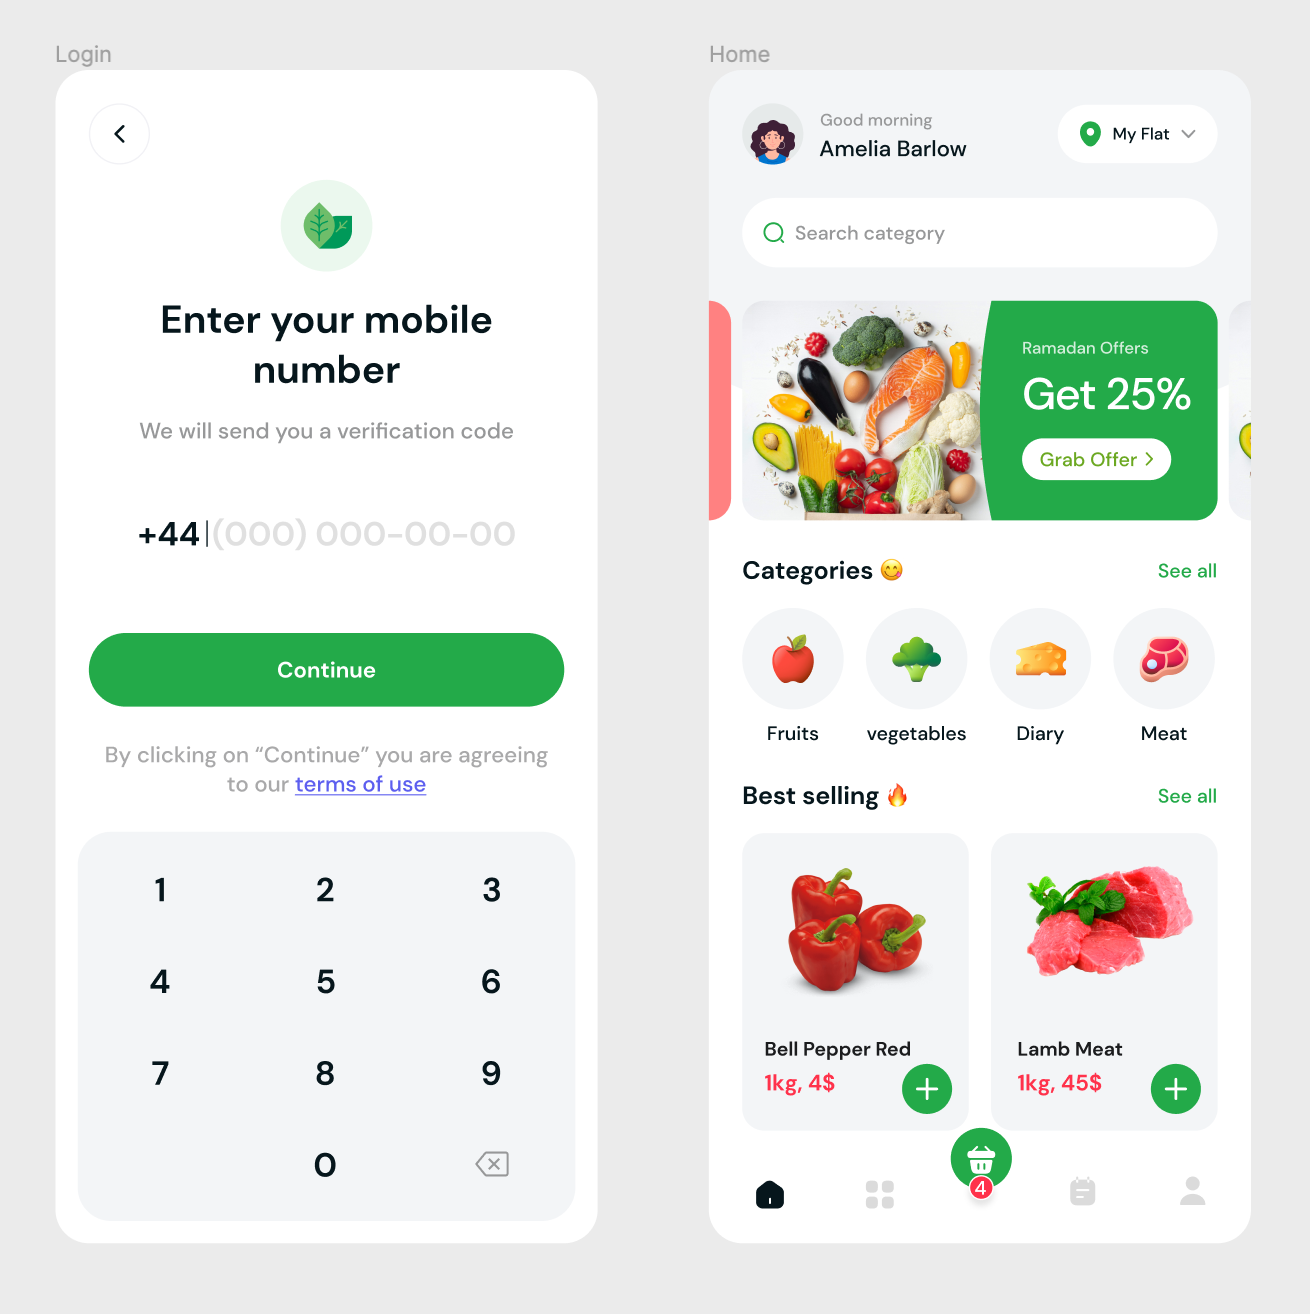 Login
Enter your mobile
number
We will send you a verification code
+44 (000) 000-00-00
Continue
By clicking on “Continue” you are agreeing
to our terms of use
1 2 3
4 5 6
7 8 9
0
Home
Good morning
Amelia Barlow
My Flat
Search category
Ramadan Offers
Get 25%
Grab Offer
Categories 😋
See all
Fruits
vegetables
Diary
Meat
Best selling 🔥
See all
Bell Pepper Red
1kg, 4$
Lamb Meat
1kg, 45$
4